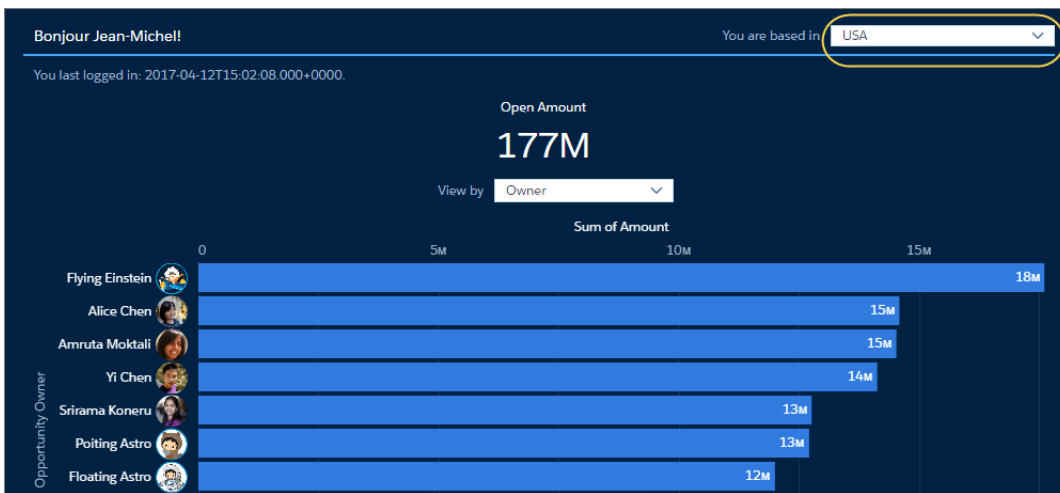 Bonjour Jean-Michel!
You are based in USA
You last logged in: 2017-04-12T15:02:08.000+0000.
Open Amount
177M
View by Owner
Sum of Amount
0 5M 10M 15M
Opportunity Owner
Flying Einstein 18M
Alice Chen 15M
Amruta Moktali 15M
Yi Chen 14M
Srirama Koneru 13M
Poiting Astro 13M
Floating Astro 12M